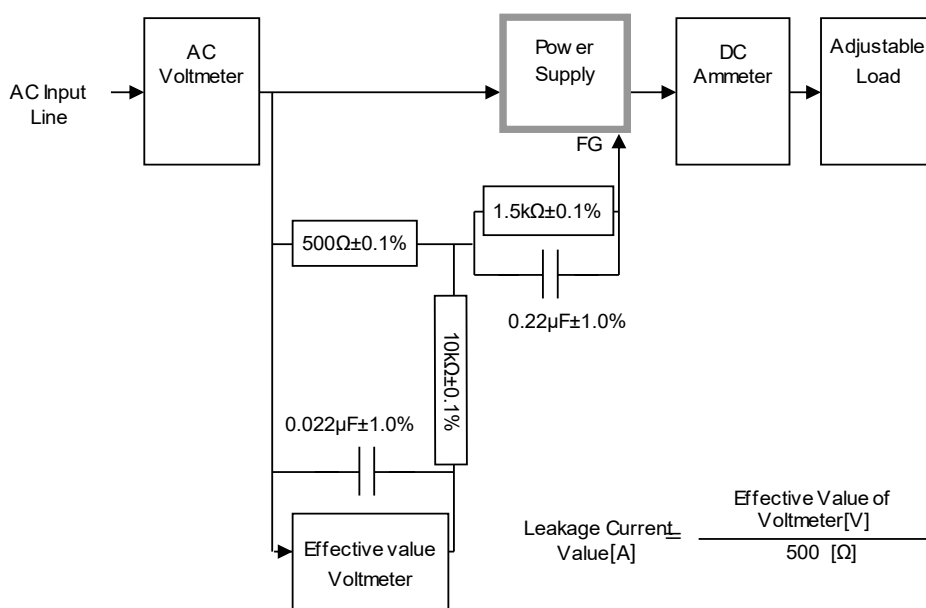 AC
Voltmeter
Power
Supply
DC
Ammeter
Adjustable
Load
AC Input
Line
FG
1.5kΩ±0.1%
500Ω±0.1%
0.22µF±1.0%
10kΩ±0.1%
0.022µF±1.0%
Effective value
Voltmeter
Leakage Current
Value[A]
=
Effective Value of
Voltmeter[V]
500 [Ω]